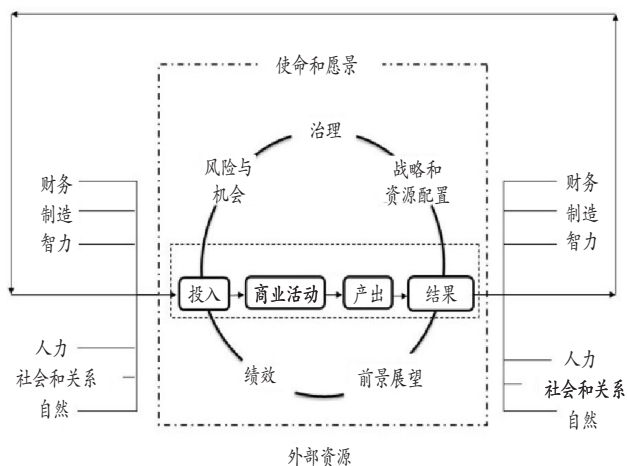 使命和愿景
治理
风险与
机会
战略和
资源配置
财务
制造
智力
财务
制造
智力
投入
商业活动
产出
结果
人力
社会和关系
自然
绩效
前景展望
人力
社会和关系
自然
外部资源